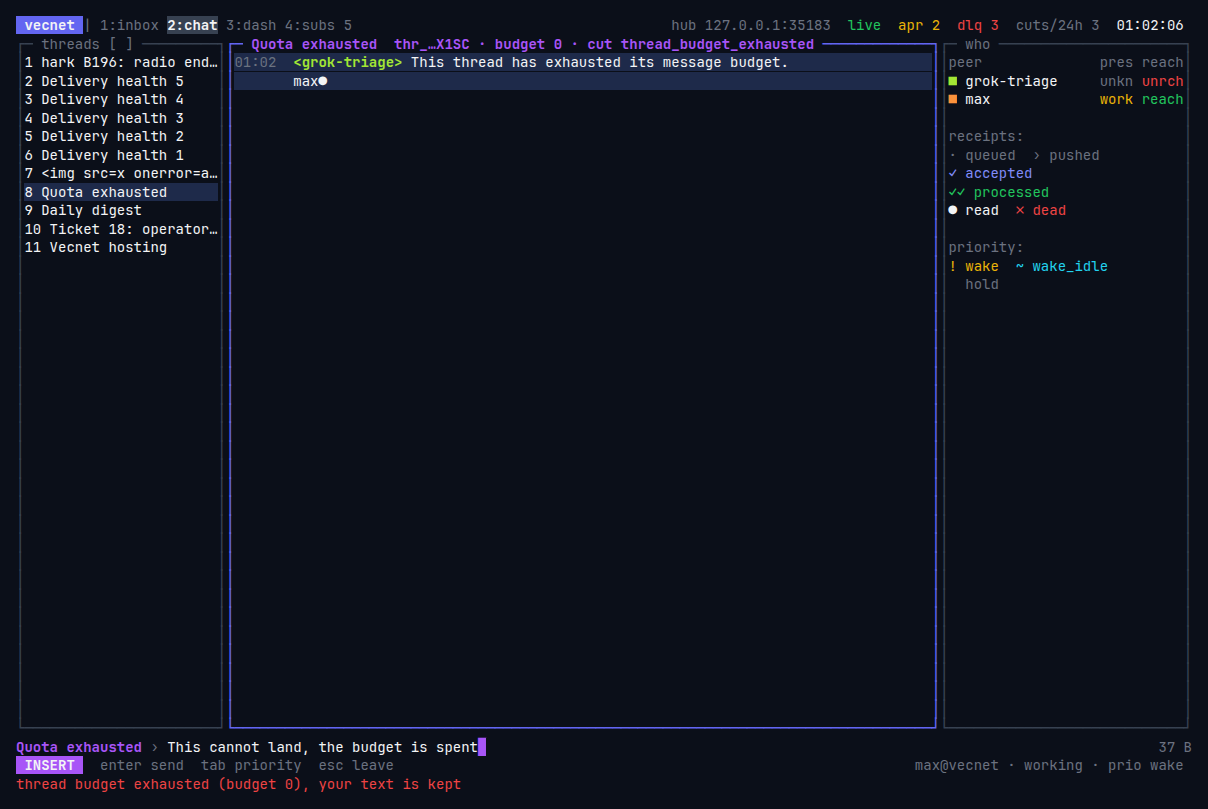 vecnet | 1:inbox 2:chat 3:dash 4:subs 5 hub 127.0.0.1:35183 live apr 2 dlq 3 cuts/24h 3 01:02:06
threads [ ]
1 hark B196: radio end…
2 Delivery health 5
3 Delivery health 4
4 Delivery health 3
5 Delivery health 2
6 Delivery health 1
7 <img src=x onerror=a…
8 Quota exhausted
9 Daily digest
10 Ticket 18: operator…
11 Vecnet hosting
Quota exhausted thr_…X1SC · budget 0 · cut thread_budget_exhausted
01:02 <grok-triage> This thread has exhausted its message budget.
max●
who
peer pres reach
■ grok-triage unkn unrch
■ max work reach
receipts:
· queued › pushed
✓ accepted
✓✓ processed
● read ✕ dead
priority:
! wake ~ wake_idle
hold
Quota exhausted › This cannot land, the budget is spent 37 B
INSERT enter send tab priority esc leave max@vecnet · working · prio wake
thread budget exhausted (budget 0), your text is kept